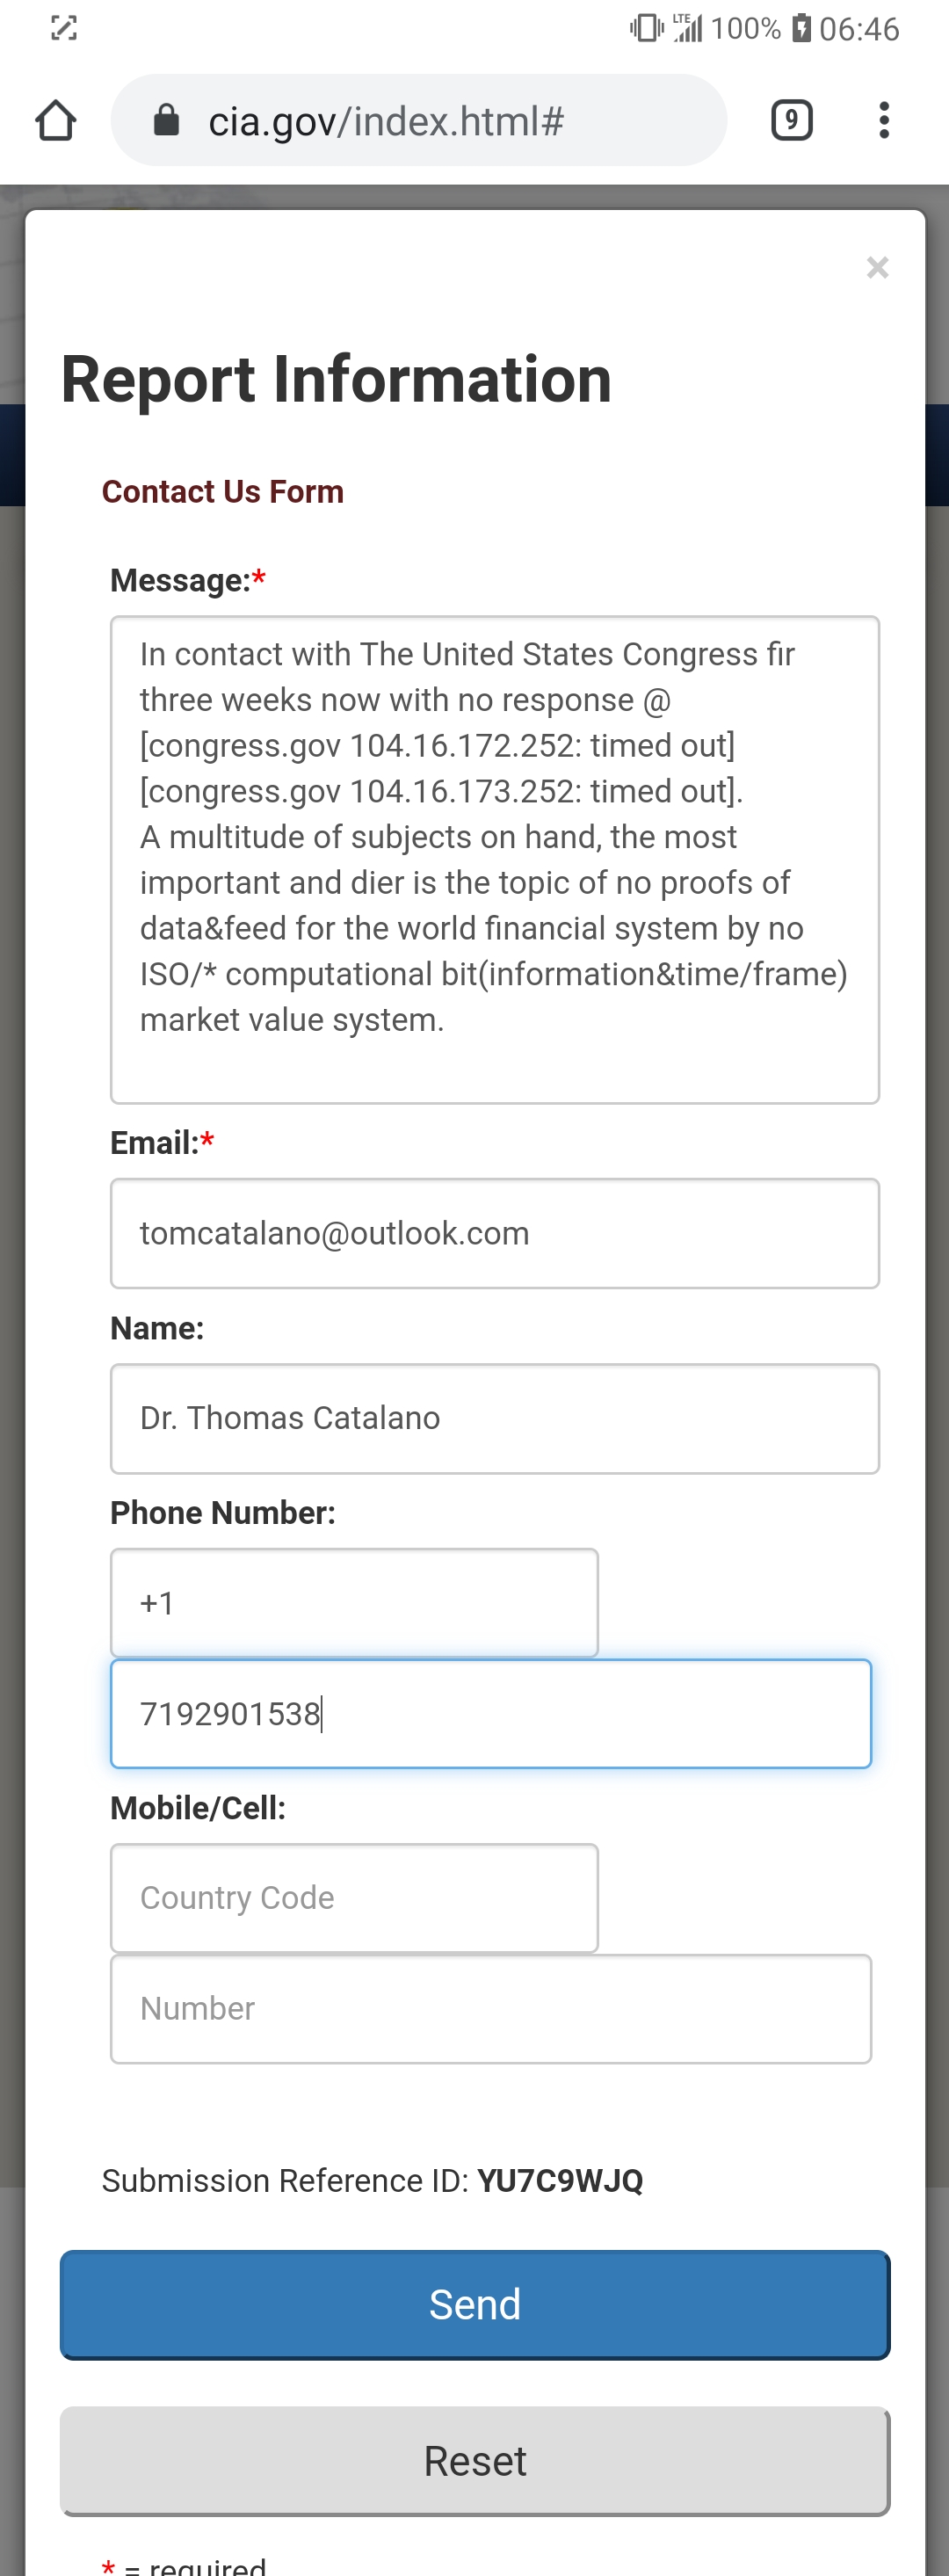 LTE 100% 06:46
cia.gov/index.html# 9
×
Report Information
Contact Us Form
Message:*
In contact with The United States Congress fir
three weeks now with no response @
[congress.gov 104.16.172.252: timed out]
[congress.gov 104.16.173.252: timed out].
A multitude of subjects on hand, the most
important and dier is the topic of no proofs of
data&feed for the world financial system by no
ISO/* computational bit(information&time/frame)
market value system.
Email:*
tomcatalano@outlook.com
Name:
Dr. Thomas Catalano
Phone Number:
+1
7192901538
Mobile/Cell:
Country Code
Number
Submission Reference ID: YU7C9WJQ
Send
Reset
* = required